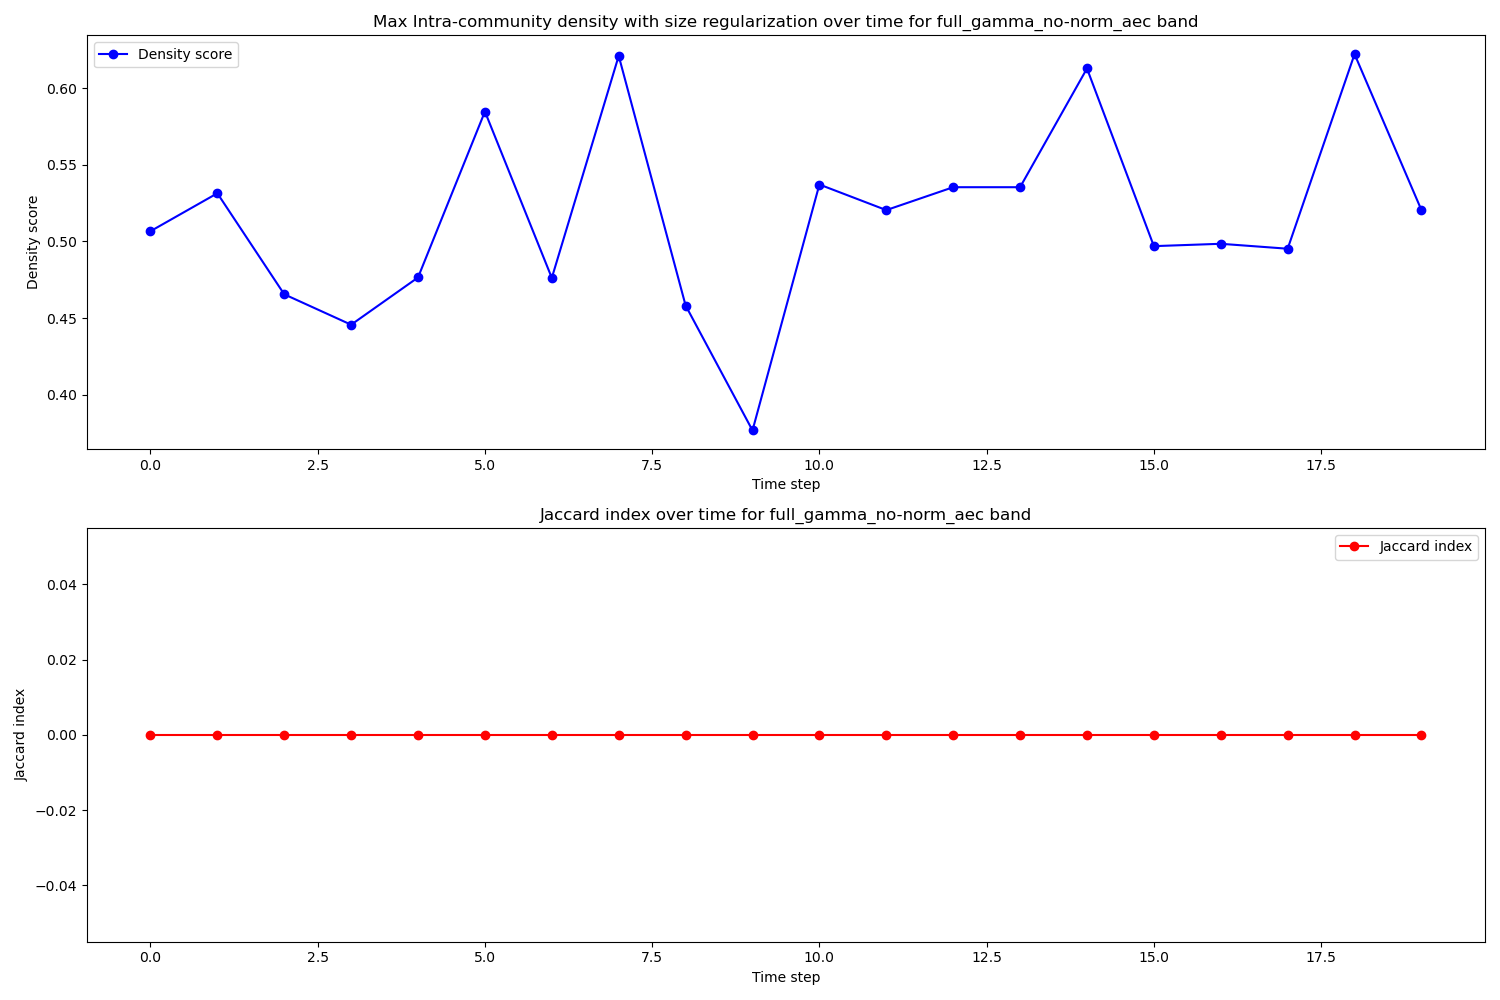 Max Intra-community density with size regularization over time for full_gamma_no-norm_aec band
Density score
Density score
0.60
0.55
0.50
0.45
0.40
0.0 2.5 5.0 7.5 10.0 12.5 15.0 17.5
Time step
Jaccard index over time for full_gamma_no-norm_aec band
Jaccard index
Jaccard index
0.04
0.02
0.00
−0.02
−0.04
0.0 2.5 5.0 7.5 10.0 12.5 15.0 17.5
Time step